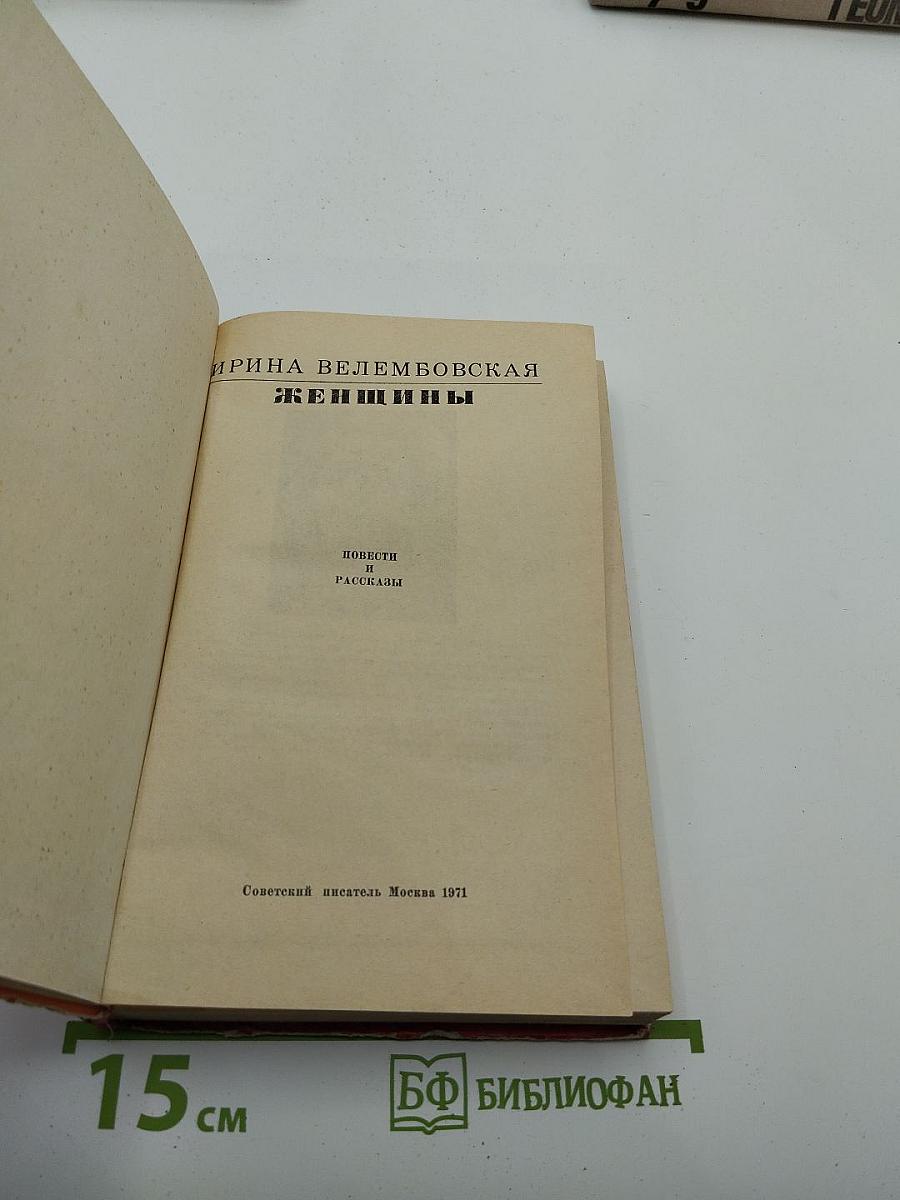 ИРИНА ВЕЛЕМБОВСКАЯ
ЖЕНЩИНЫ
ПОВЕСТИ
И
РАССКАЗЫ
Советский писатель Москва 1971
15 см
БФ БИБЛИОФАН